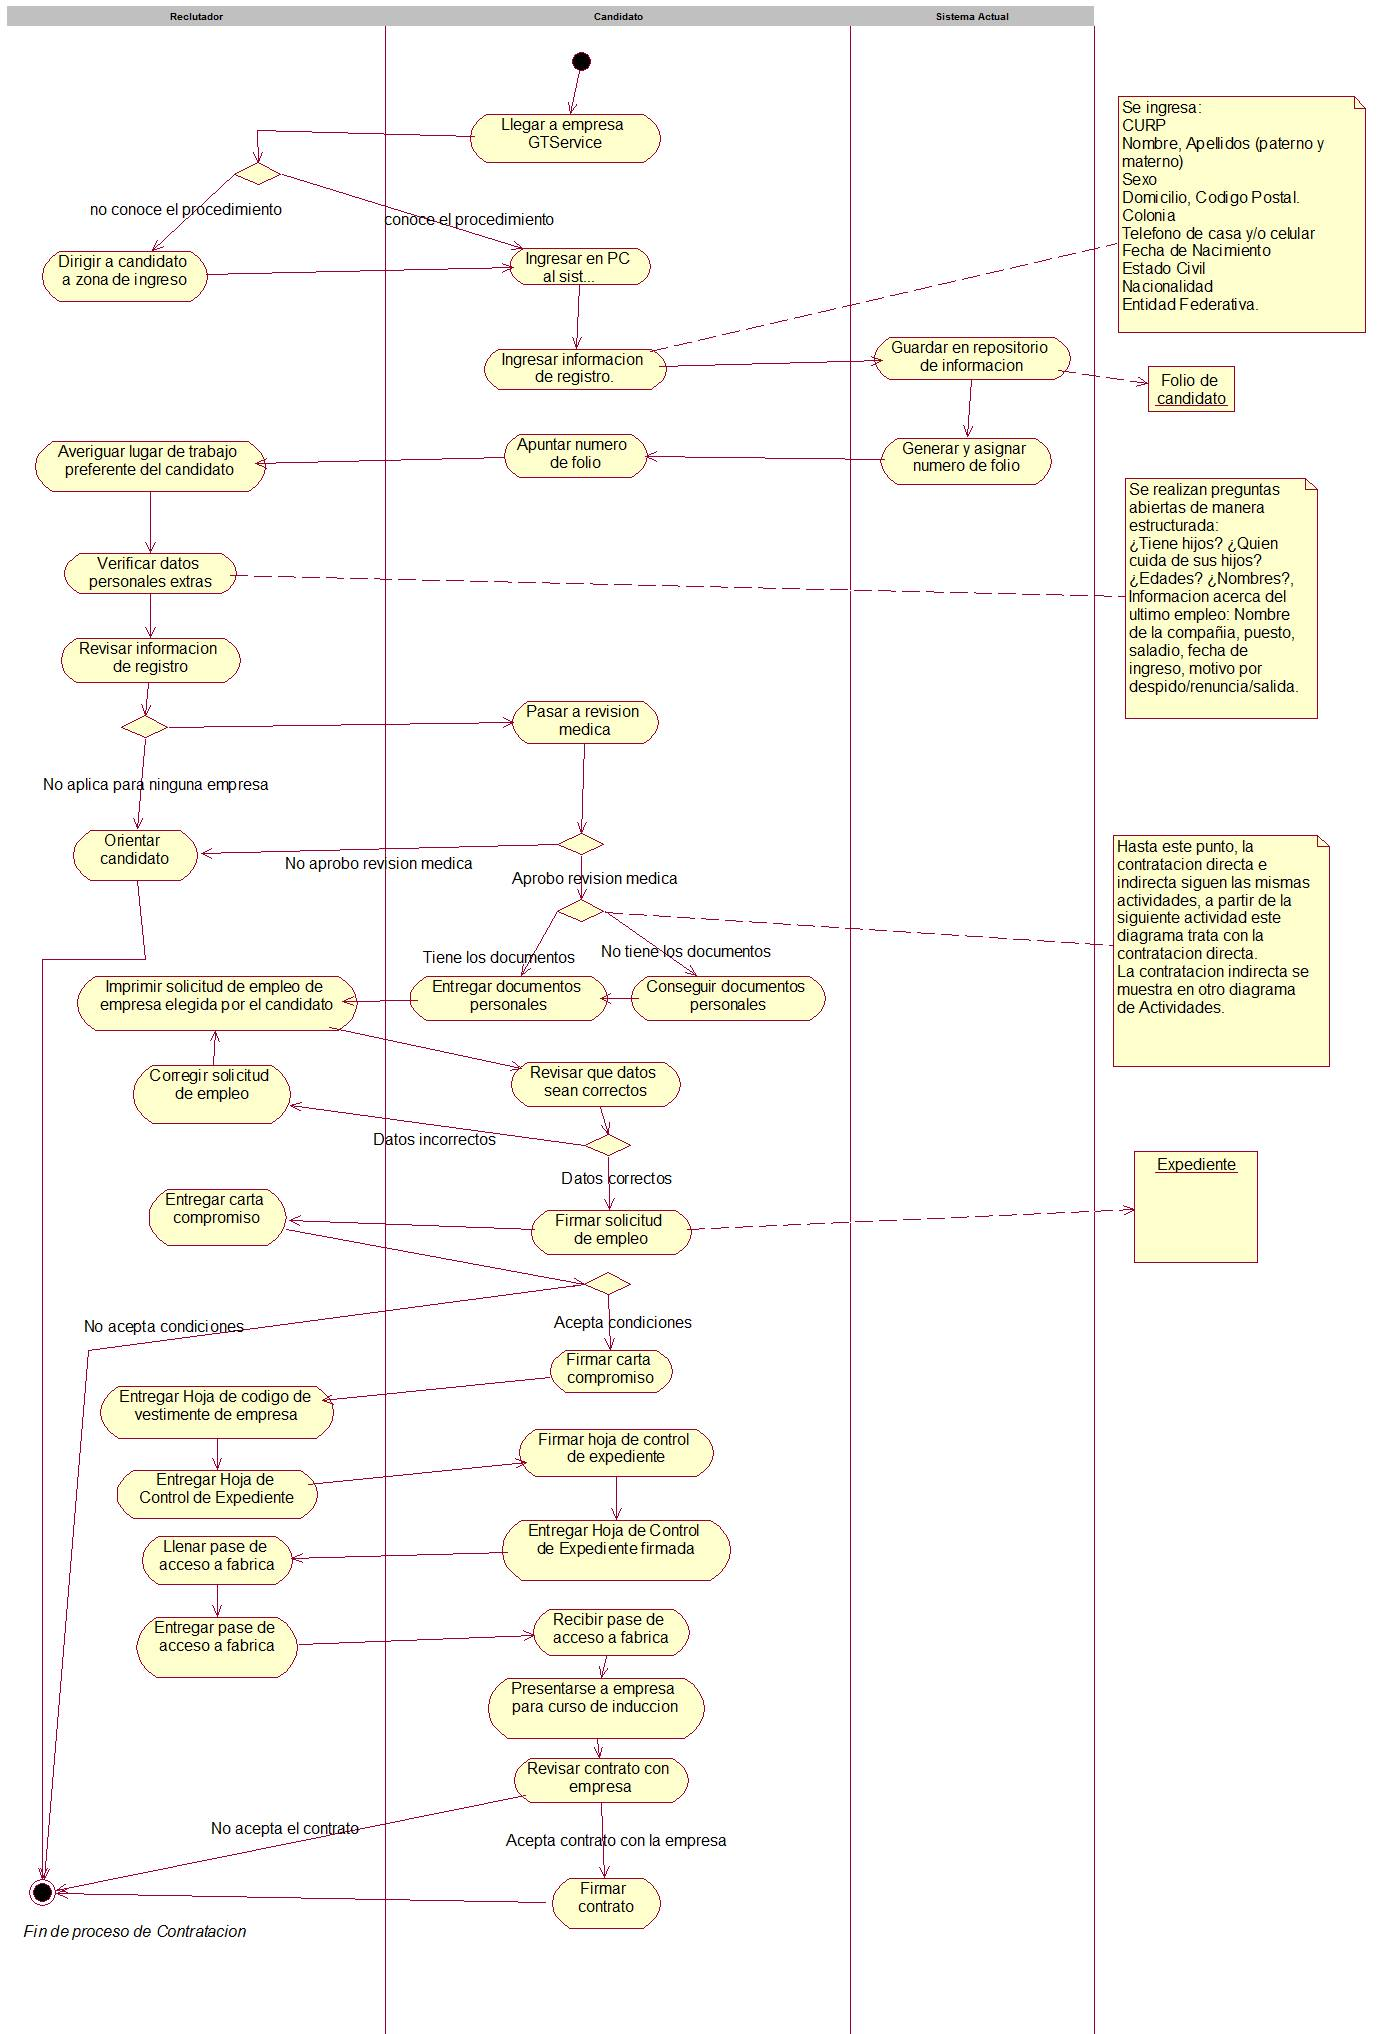 Reclutador
Candidato
Sistema Actual
Llegar a empresa
GTService
no conoce el procedimiento
conoce el procedimiento
Dirigir a candidato
a zona de ingreso
Ingresar en PC
al sist...
Se ingresa:
CURP
Nombre, Apellidos (paterno y
materno)
Sexo
Domicilio, Codigo Postal.
Colonia
Telefono de casa y/o celular
Fecha de Nacimiento
Estado Civil
Nacionalidad
Entidad Federativa.
Ingresar informacion
de registro.
Guardar en repositorio
de informacion
Folio de
candidato
Averiguar lugar de trabajo
preferente del candidato
Apuntar numero
de folio
Generar y asignar
numero de folio
Verificar datos
personales extras
Se realizan preguntas
abiertas de manera
estructurada:
¿Tiene hijos? ¿Quien
cuida de sus hijos?
¿Edades? ¿Nombres?,
Informacion acerca del
ultimo empleo: Nombre
de la compañia, puesto,
saladio, fecha de
ingreso, motivo por
despido/renuncia/salida.
Revisar informacion
de registro
Pasar a revision
medica
No aplica para ninguna empresa
Orientar
candidato
No aprobo revision medica
Aprobo revision medica
Hasta este punto, la
contratacion directa e
indirecta siguen las mismas
actividades, a partir de la
siguiente actividad este
diagrama trata con la
contratacion directa.
La contratacion indirecta se
muestra en otro diagrama
de Actividades.
Tiene los documentos
No tiene los documentos
Imprimir solicitud de empleo de
empresa elegida por el candidato
Entregar documentos
personales
Conseguir documentos
personales
Corregir solicitud
de empleo
Revisar que datos
sean correctos
Datos incorrectos
Datos correctos
Entregar carta
compromiso
Firmar solicitud
de empleo
Expediente
No acepta condiciones
Acepta condiciones
Firmar carta
compromiso
Entregar Hoja de codigo de
vestimente de empresa
Firmar hoja de control
de expediente
Entregar Hoja de
Control de Expediente
Entregar Hoja de Control
de Expediente firmada
Llenar pase de
acceso a fabrica
Entregar pase de
acceso a fabrica
Recibir pase de
acceso a fabrica
Presentarse a empresa
para curso de induccion
Revisar contrato con
empresa
No acepta el contrato
Acepta contrato con la empresa
Firmar
contrato
Fin de proceso de Contratacion